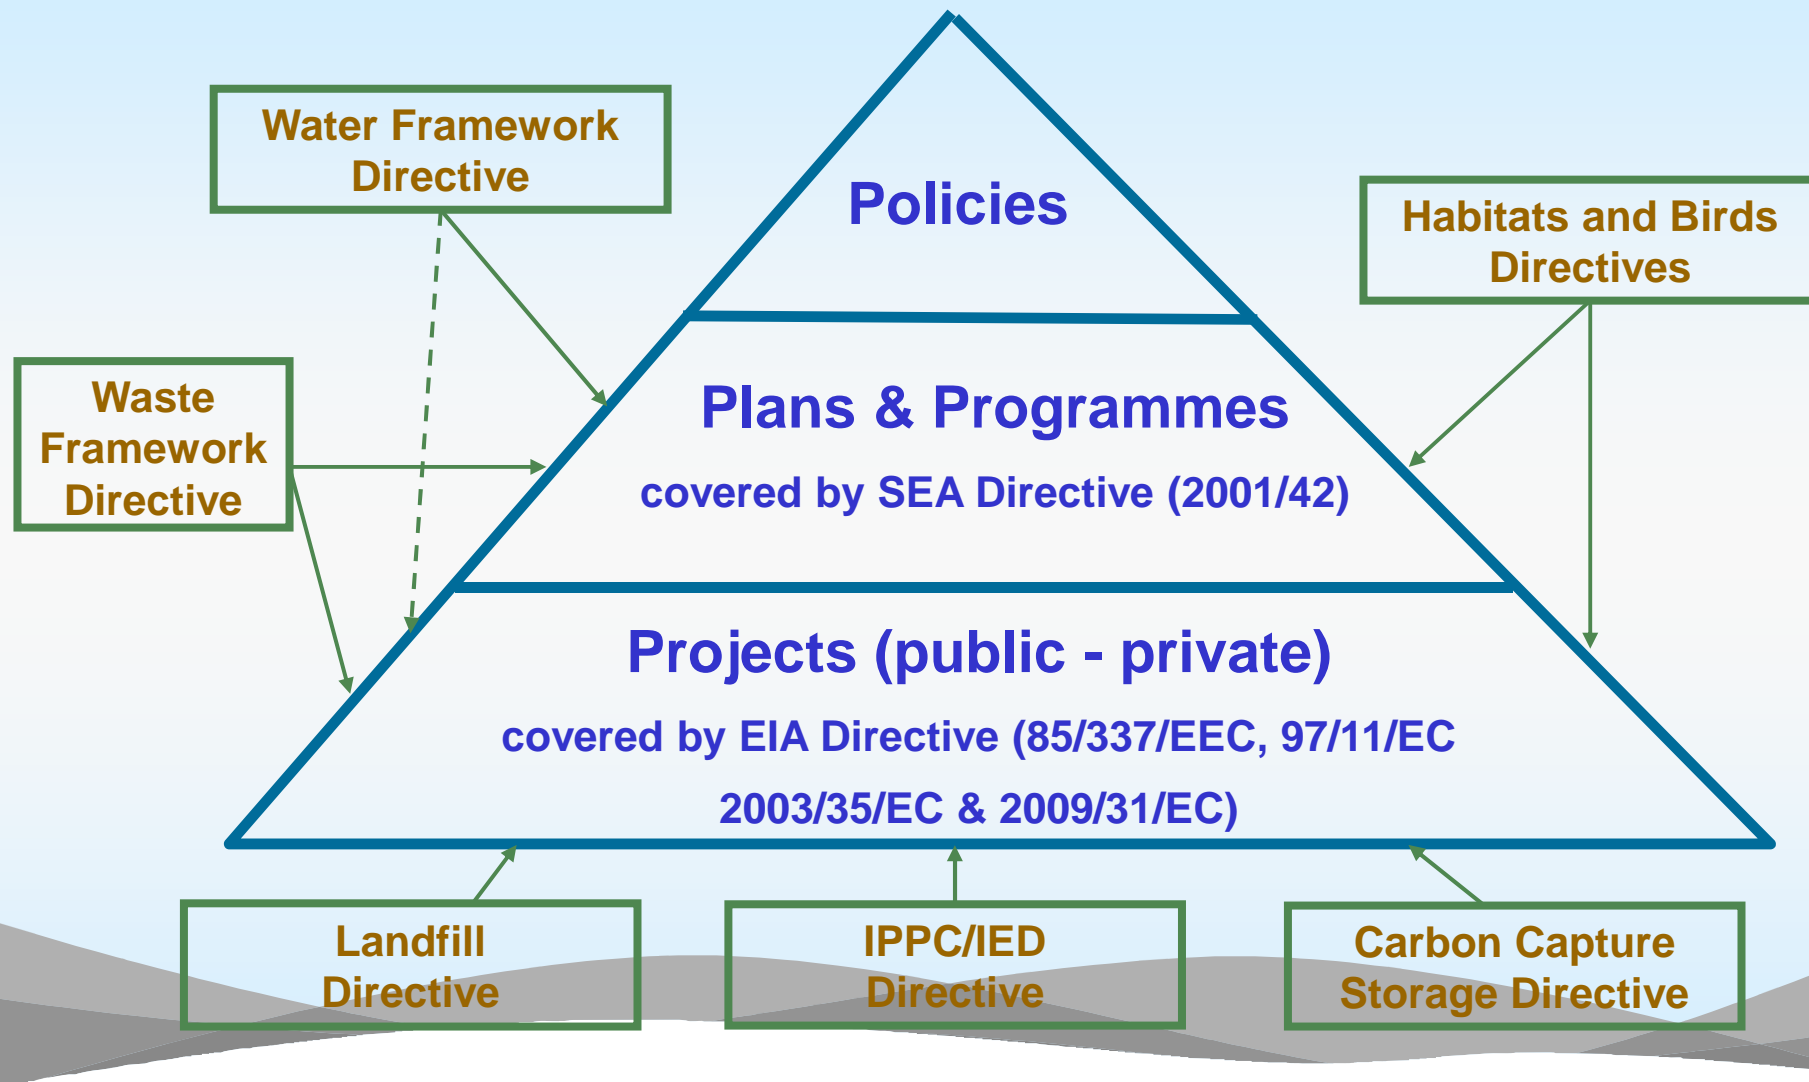 Water Framework
Directive
Policies
Habitats and Birds
Directives
Waste
Framework
Directive
Plans & Programmes
covered by SEA Directive (2001/42)
Projects (public - private)
covered by EIA Directive (85/337/EEC, 97/11/EC
2003/35/EC & 2009/31/EC)
Landfill
Directive
IPPC/IED
Directive
Carbon Capture
Storage Directive